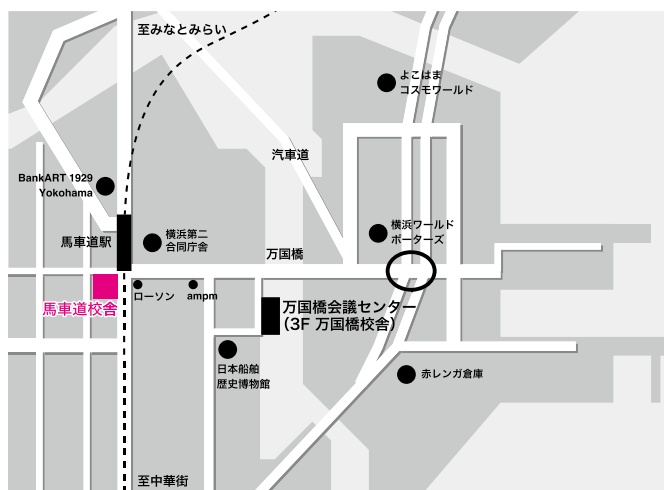 至みなとみらい
よこはま
コスモワールド
汽車道
BankART 1929
Yokohama
横浜第二
合同庁舎
横浜ワールド
ポーターズ
馬車道駅
万国橋
ローソン
ampm
馬車道校舎
万国橋会議センター
(3F 万国橋校舎)
日本船舶
歴史博物館
赤レンガ倉庫
至中華街